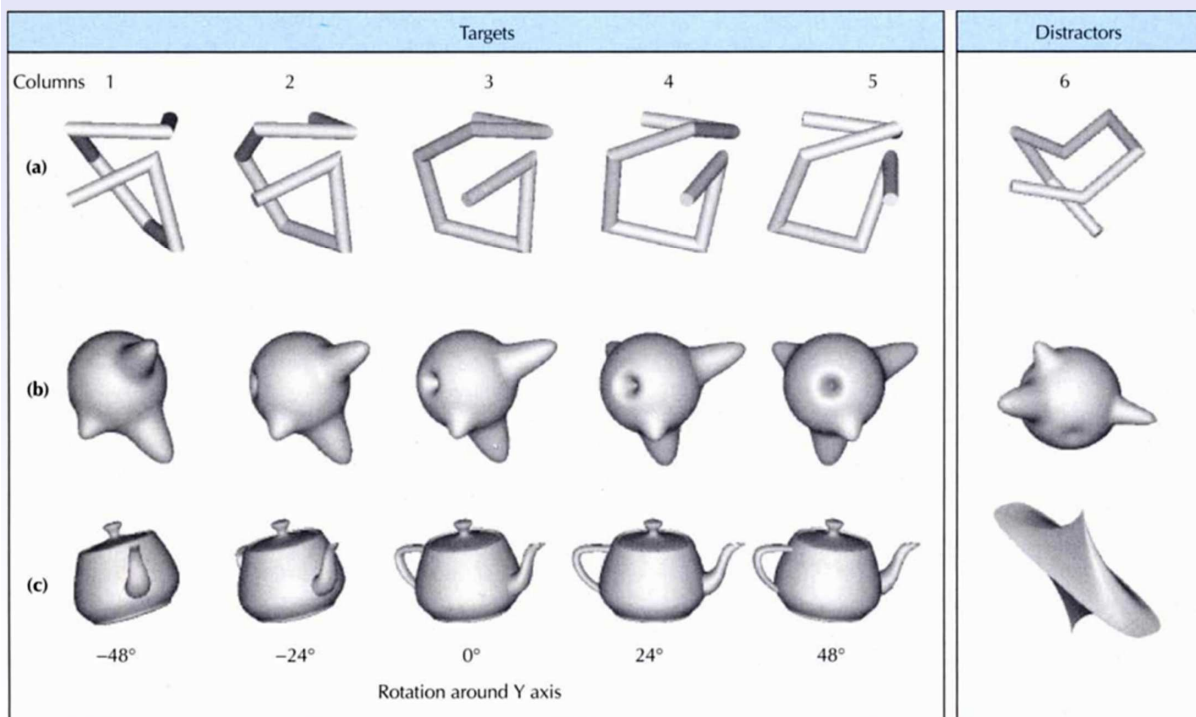 Targets
Distractors
Columns 1 2 3 4 5 6
(a)
(b)
(c)
−48° −24° 0° 24° 48°
Rotation around Y axis